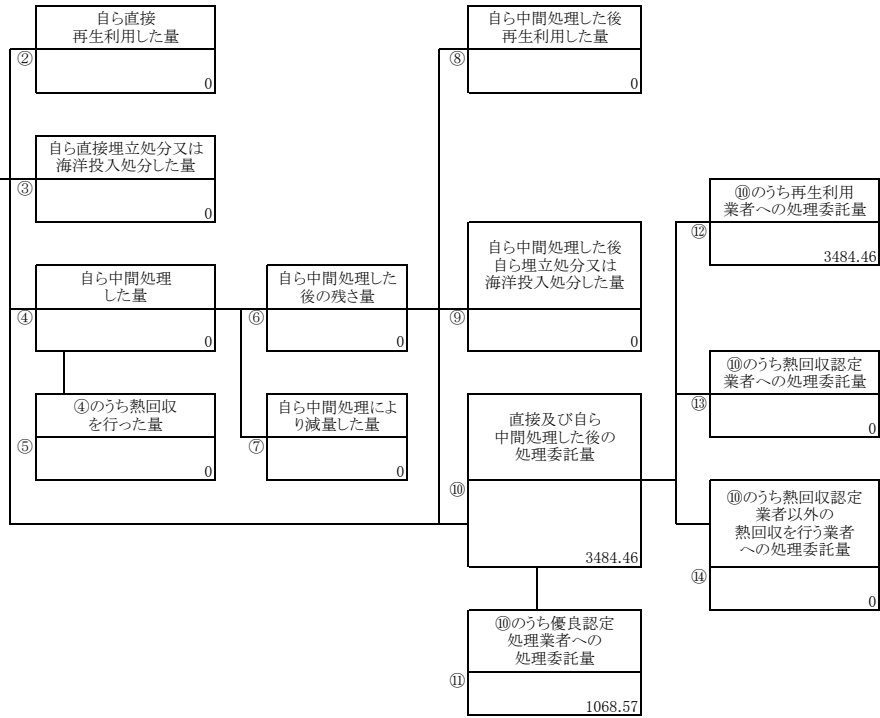 自ら直接
再生利用した量
②
0
自ら直接埋立処分又は
海洋投入処分した量
③
0
自ら中間処理
した量
④
0
④のうち熱回収
を行った量
⑤
0
自ら中間処理した
後の残さ量
⑥
0
自ら中間処理によ
り減量した量
⑦
0
自ら中間処理した後
再生利用した量
⑧
0
自ら中間処理した後
自ら埋立処分又は
海洋投入処分した量
⑨
0
直接及び自ら
中間処理した後の
処理委託量
⑩
3484.46
⑩のうち優良認定
処理業者への
処理委託量
⑪
1068.57
⑩のうち再生利用
業者への処理委託量
⑫
3484.46
⑩のうち熱回収認定
業者への処理委託量
⑬
0
⑩のうち熱回収認定
業者以外の
熱回収を行う業者
への処理委託量
⑭
0